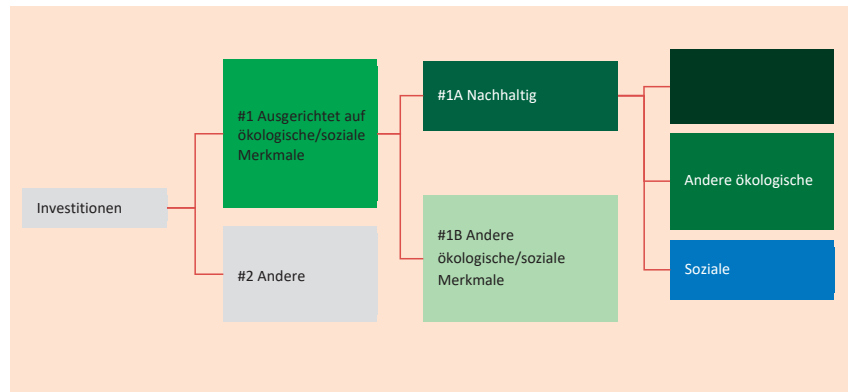 Investitionen
#1 Ausgerichtet auf
ökologische/soziale
Merkmale
#2 Andere
#1A Nachhaltig
#1B Andere
ökologische/soziale
Merkmale
Andere ökologische
Soziale